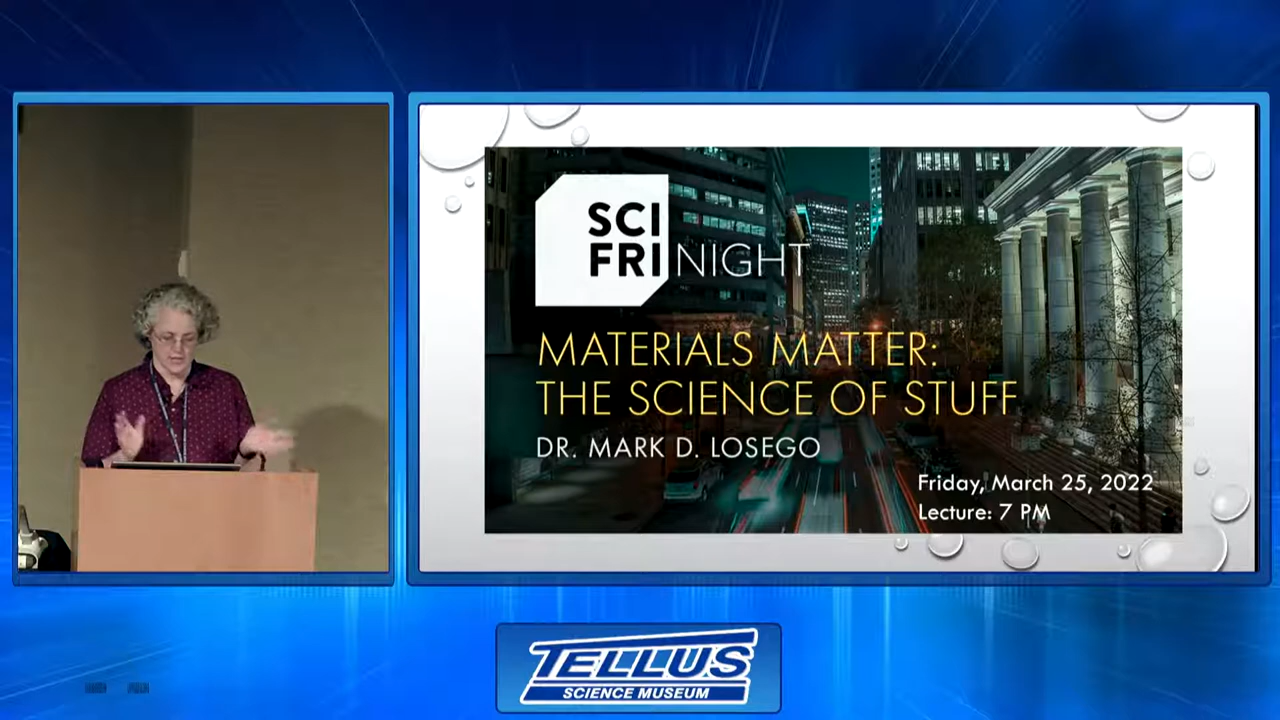 SCI
FRI NIGHT
MATERIALS MATTER:
THE SCIENCE OF STUFF
DR. MARK D. LOSEGO
Friday, March 25, 2022
Lecture: 7 PM
TELLUS
SCIENCE MUSEUM